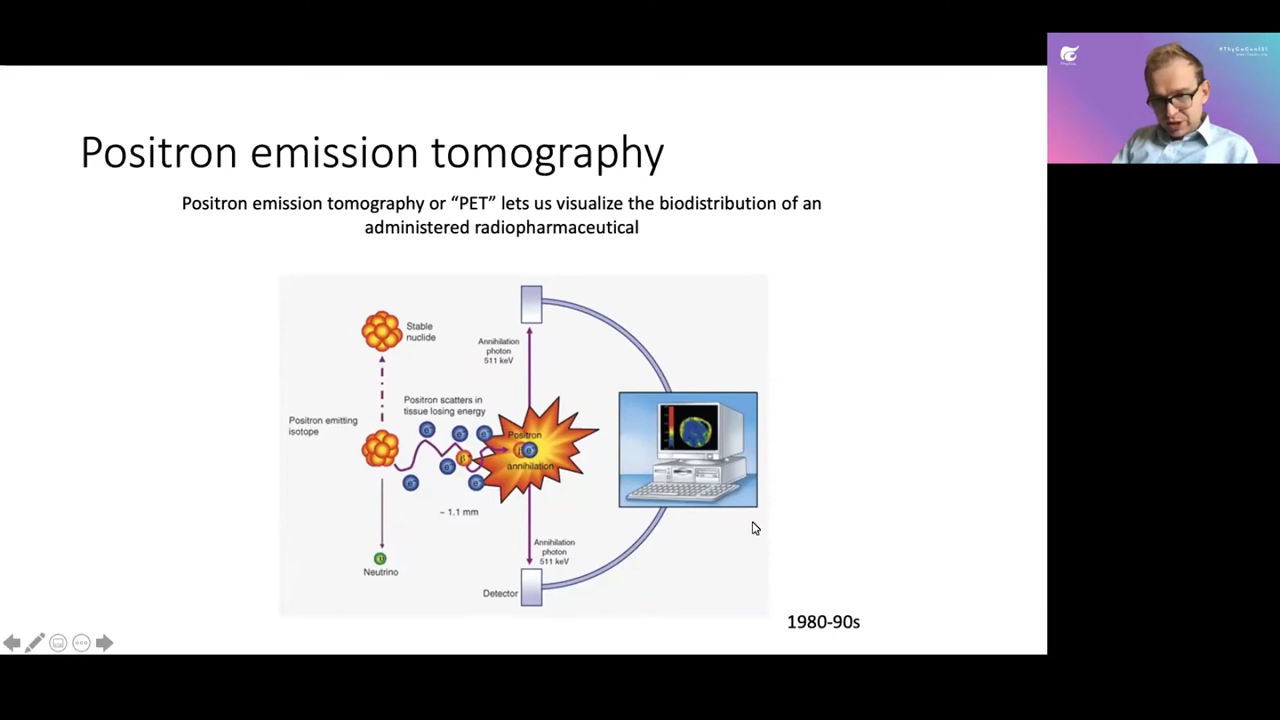 Positron emission tomography
Positron emission tomography or “PET” lets us visualize the biodistribution of an
administered radiopharmaceutical
Stable
nuclide
Annihilation
photon
511 keV
Positron scatters in
tissue losing energy
Positron emitting
isotope
Positron
annihilation
~ 1.1 mm
Annihilation
photon
511 keV
Neutrino
Detector
1980-90s